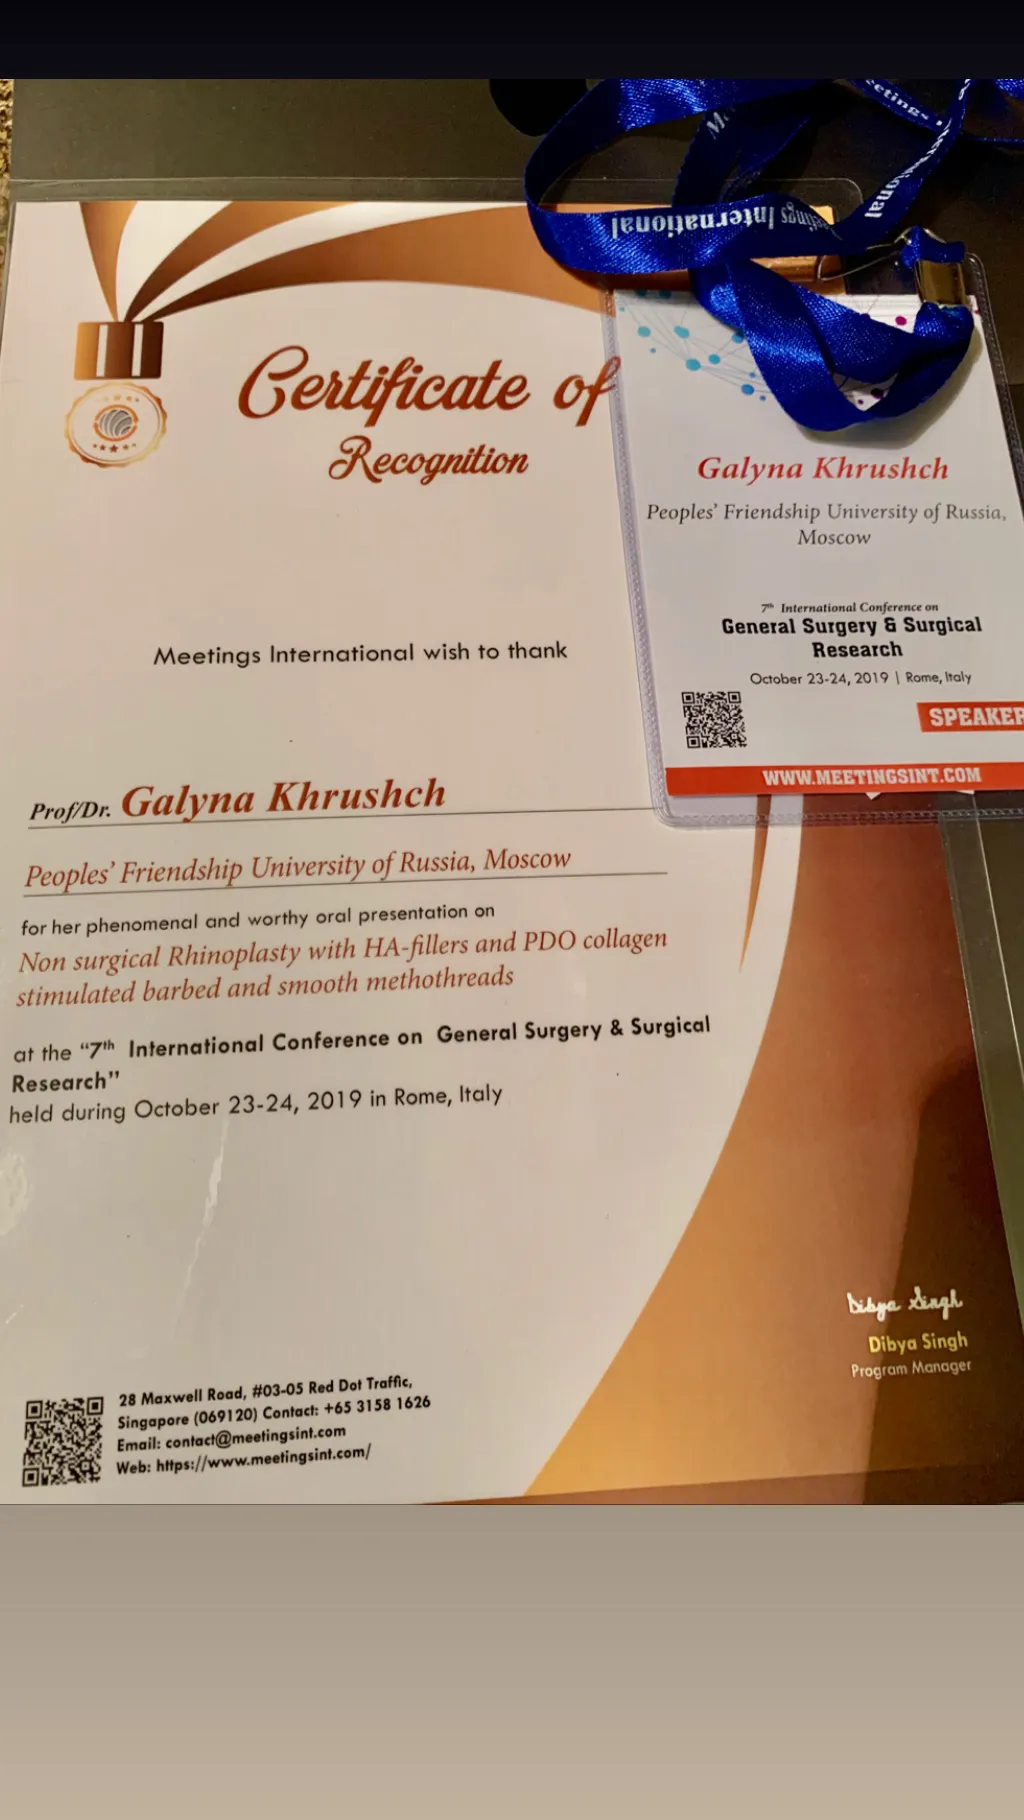 Meetings International
Meetings International
Certificate of
Recognition
Meetings International wish to thank
Prof/Dr. Galyna Khrushch
Peoples' Friendship University of Russia, Moscow
for her phenomenal and worthy oral presentation on
Non surgical Rhinoplasty with HA-fillers and PDO collagen
stimulated barbed and smooth methothreads
at the “7th International Conference on General Surgery & Surgical
Research”
held during October 23-24, 2019 in Rome, Italy
Dibya Singh
Dibya Singh
Program Manager
28 Maxwell Road, #03-05 Red Dot Traffic,
Singapore (069120) Contact: +65 3158 1626
Email: contact@meetingsint.com
Web: https://www.meetingsint.com/
Galyna Khrushch
Peoples' Friendship University of Russia,
Moscow
7th International Conference on
General Surgery & Surgical
Research
October 23-24, 2019 | Rome, Italy
SPEAKER
WWW.MEETINGSINT.COM